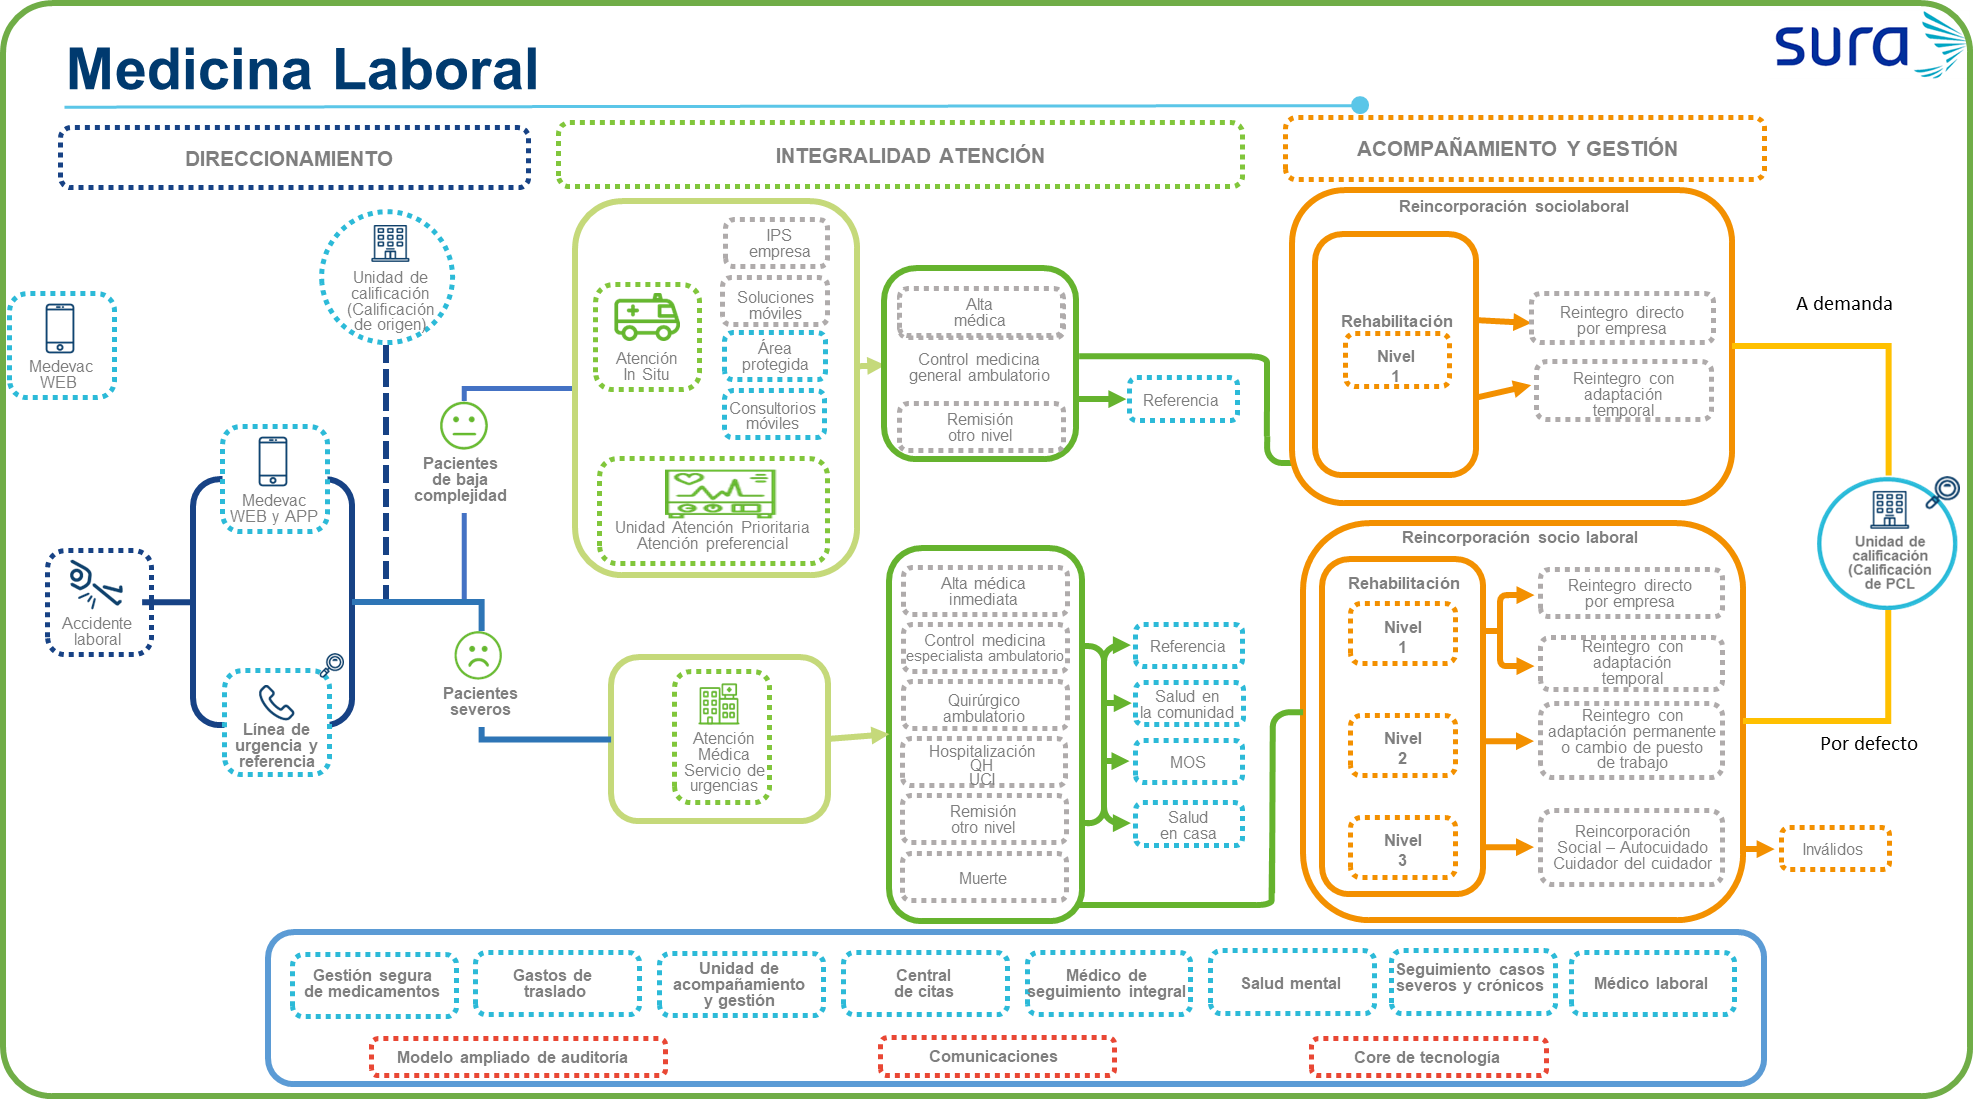 Medicina Laboral
sura
DIRECCIONAMIENTO
INTEGRALIDAD ATENCIÓN
ACOMPAÑAMIENTO Y GESTIÓN
Medevac
WEB
Unidad de
calificación
(Calificación
de origen)
Medevac
WEB y APP
Accidente
laboral
Línea de
urgencia y
referencia
Pacientes
de baja
complejidad
Pacientes
severos
Atención
In Situ
IPS
empresa
Soluciones
móviles
Área
protegida
Consultorios
móviles
Unidad Atención Prioritaria
Atención preferencial
Atención
Médica
Servicio de
urgencias
Alta
médica
Control medicina
general ambulatorio
Remisión
otro nivel
Referencia
Alta médica
inmediata
Control medicina
especialista ambulatorio
Quirúrgico
ambulatorio
Hospitalización
QH
UCI
Remisión
otro nivel
Muerte
Referencia
Salud en
la comunidad
MOS
Salud
en casa
Reincorporación sociolaboral
Rehabilitación
Nivel
1
Reintegro directo
por empresa
Reintegro con
adaptación
temporal
Reincorporación socio laboral
Rehabilitación
Nivel
1
Nivel
2
Nivel
3
Reintegro directo
por empresa
Reintegro con
adaptación
temporal
Reintegro con
adaptación permanente
o cambio de puesto
de trabajo
Reincorporación
Social – Autocuidado
Cuidador del cuidador
A demanda
Unidad de
calificación
(Calificación
de PCL
Por defecto
Inválidos
Gestión segura
de medicamentos
Gastos de
traslado
Unidad de
acompañamiento
y gestión
Central
de citas
Médico de
seguimiento integral
Salud mental
Seguimiento casos
severos y crónicos
Médico laboral
Modelo ampliado de auditoría
Comunicaciones
Core de tecnología